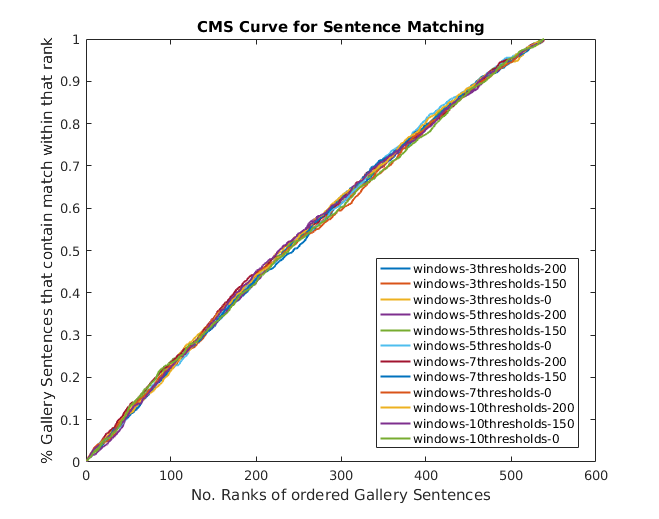 CMS Curve for Sentence Matching
% Gallery Sentences that contain match within that rank
1
0.9
0.8
0.7
0.6
0.5
0.4
0.3
0.2
0.1
0
windows-3thresholds-200
windows-3thresholds-150
windows-3thresholds-0
windows-5thresholds-200
windows-5thresholds-150
windows-5thresholds-0
windows-7thresholds-200
windows-7thresholds-150
windows-7thresholds-0
windows-10thresholds-200
windows-10thresholds-150
windows-10thresholds-0
0 100 200 300 400 500 600
No. Ranks of ordered Gallery Sentences